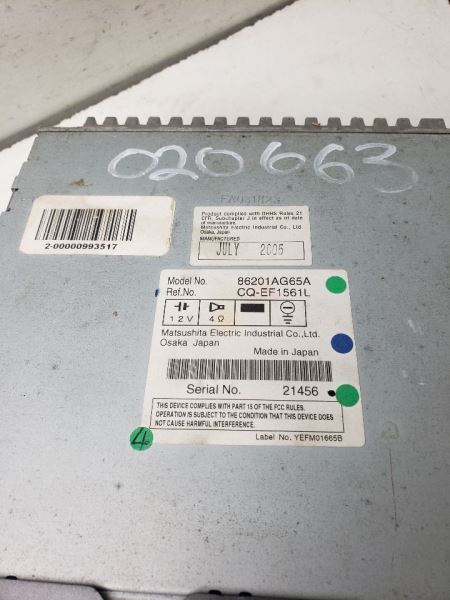 020663
Product complies with DHHS Rules 21
CFR, Subchapter J in effect as of date
of manufacture.
Matsushita Electric Industrial Co., Ltd.
Osaka, Japan
MANUFACTURED
JULY 2005
2-00000993517
Model No. 86201AG65A
Ref.No. CQ-EF1561L
12V 4Ω
Matsushita Electric Industrial Co.,Ltd.
Osaka Japan
Made in Japan
Serial No. 21456
THIS DEVICE COMPLIES WITH PART 15 OF THE FCC RULES.
OPERATION IS SUBJECT TO THE CONDITION THAT THIS DEVICE DOES
NOT CAUSE HARMFUL INTERFERENCE.
4
Label No. YEFM01665B